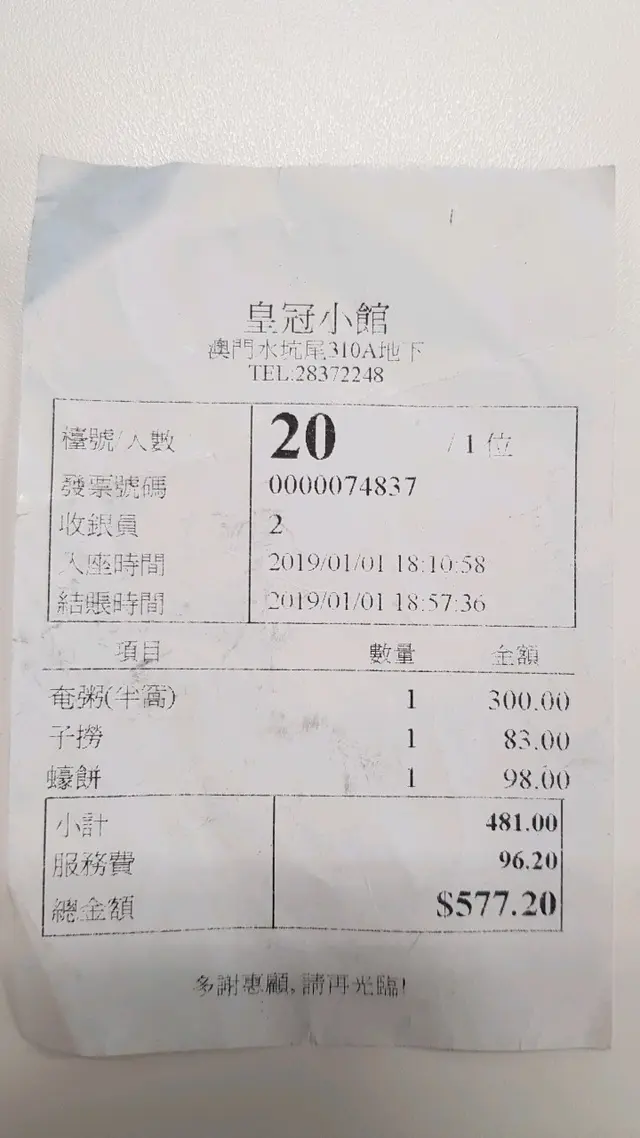 皇冠小館
澳門水坑尾310A地下
TEL:28372248
檯號/人數 20 / 1 位
發票號碼 0000074837
收銀員 2
入座時間 2019/01/01 18:10:58
結賬時間 2019/01/01 18:57:36
項目 數量 金額
奄粥(半窩) 1 300.00
子撈 1 83.00
蠔餅 1 98.00
小計 481.00
服務費 96.20
總金額 $577.20
多謝惠顧,請再光臨!